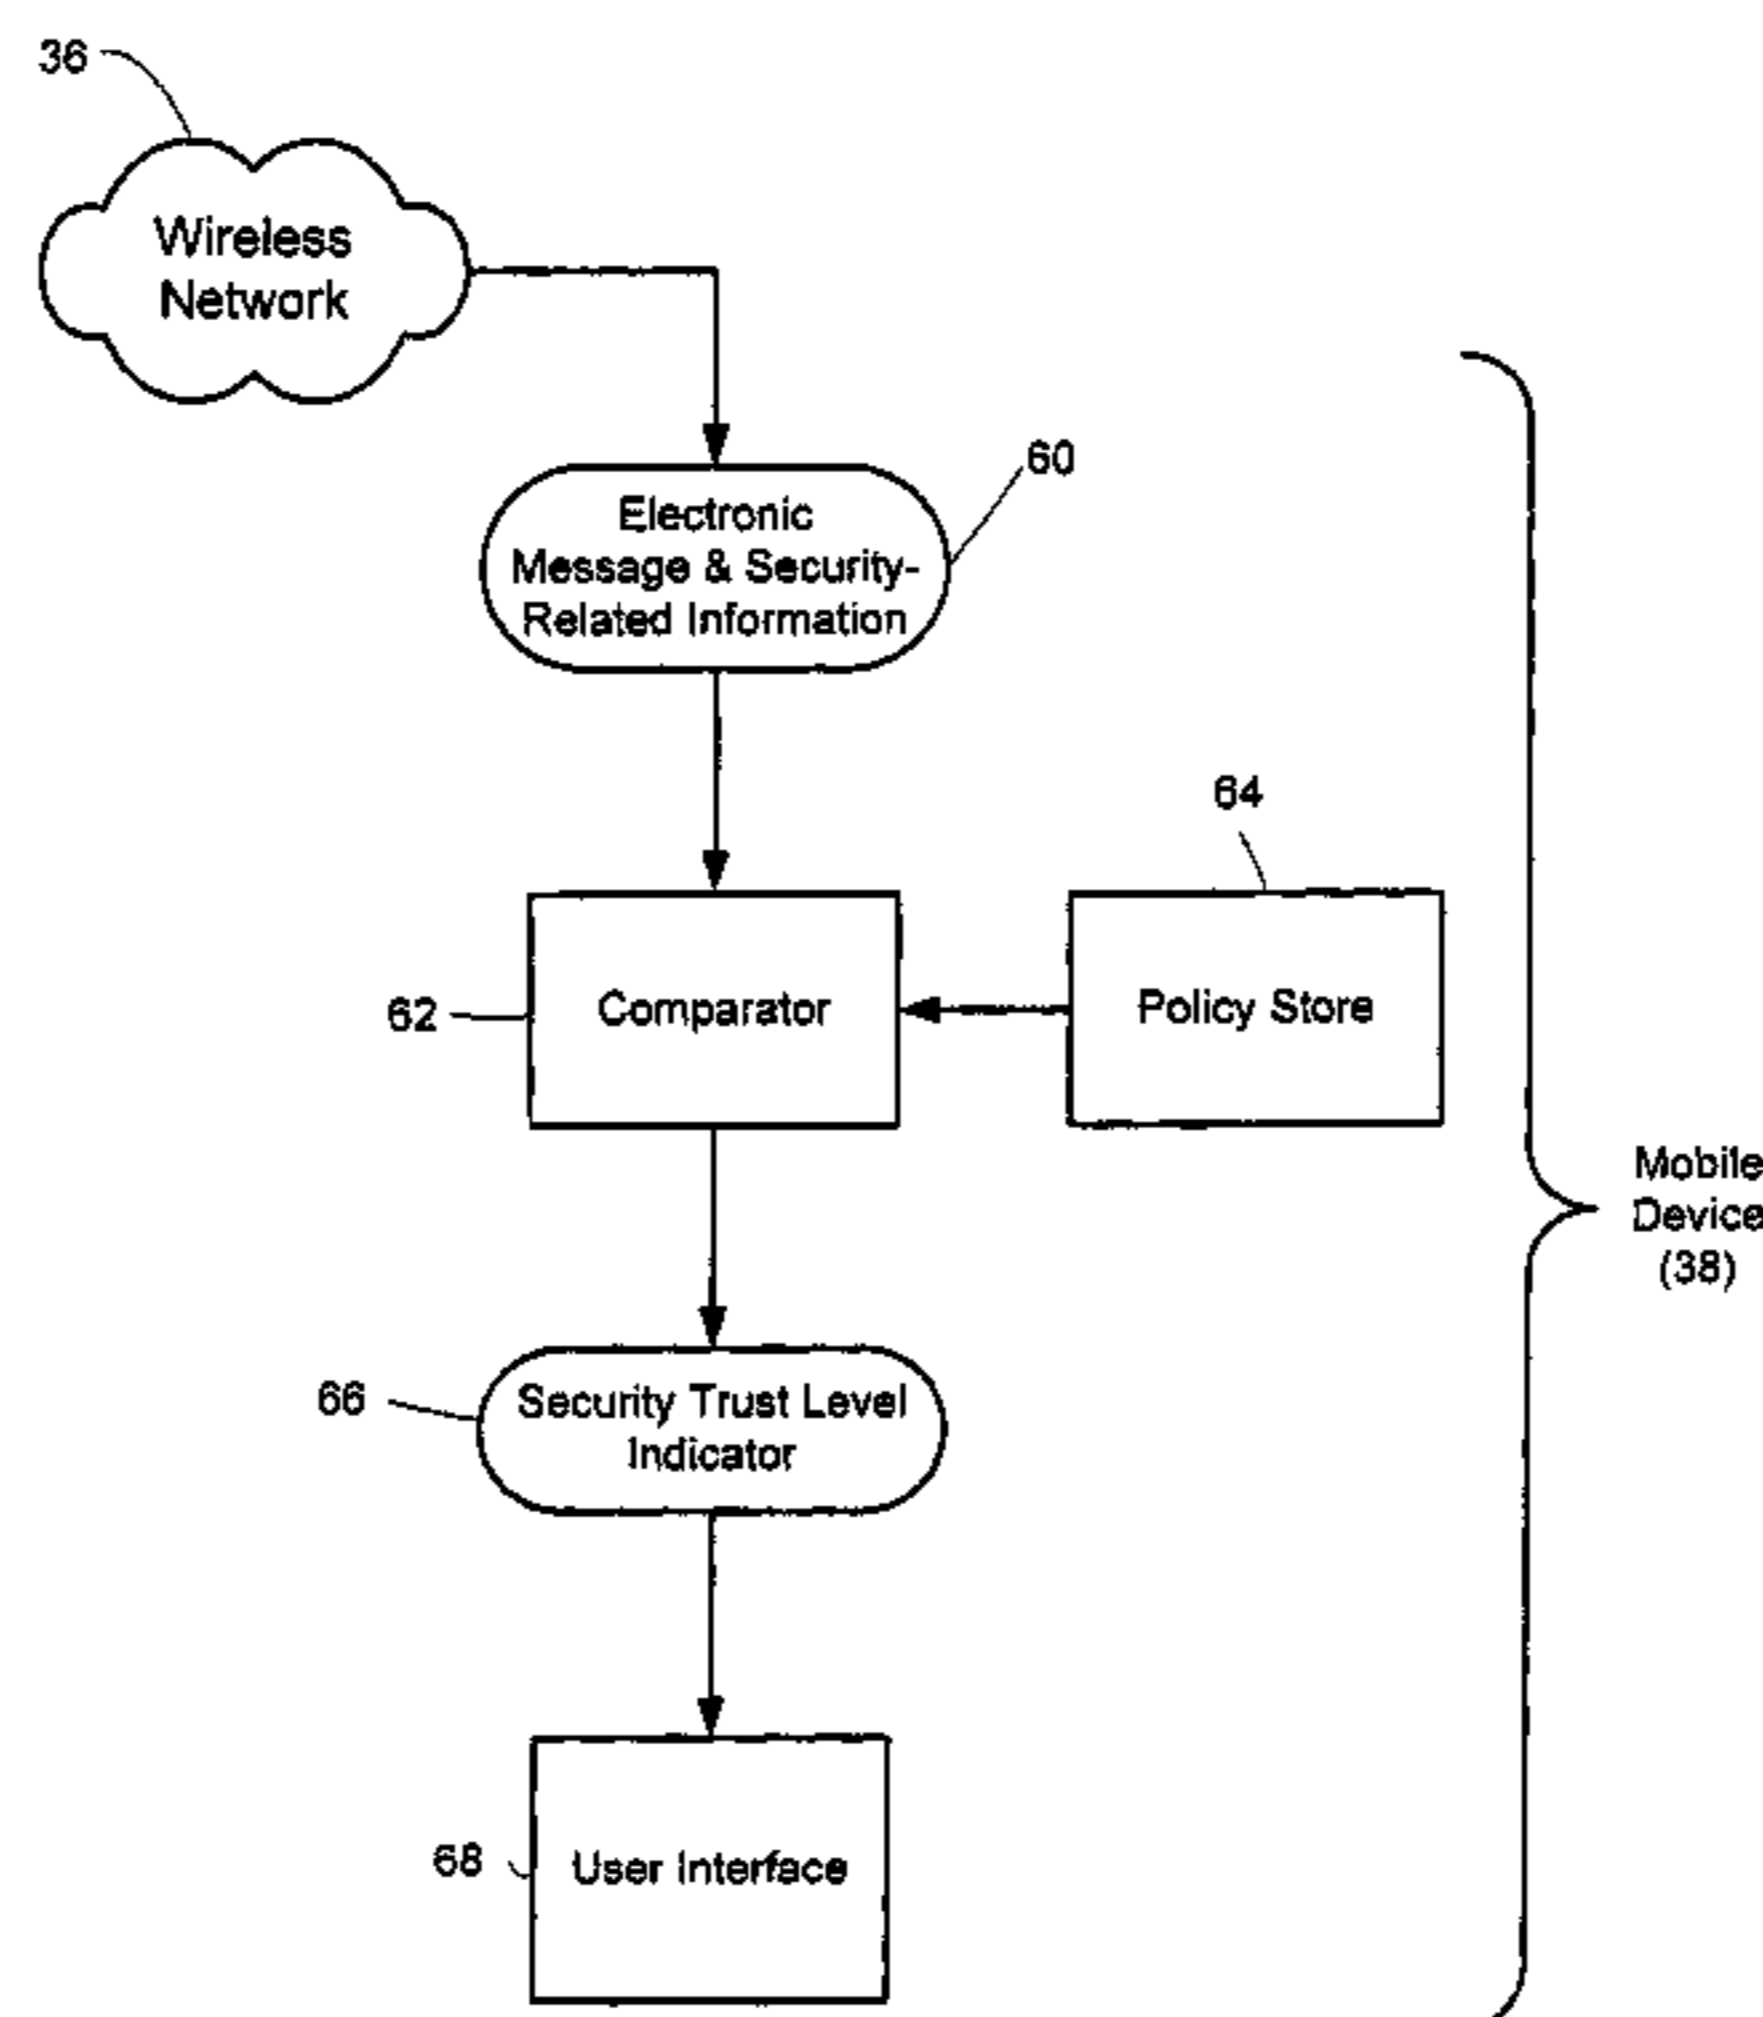 36
Wireless
Network
60
Electronic
Message & Security-
Related Information
64
62
Comparator
Policy Store
Mobile
Device
(38)
66
Security Trust Level
Indicator
68
User Interface